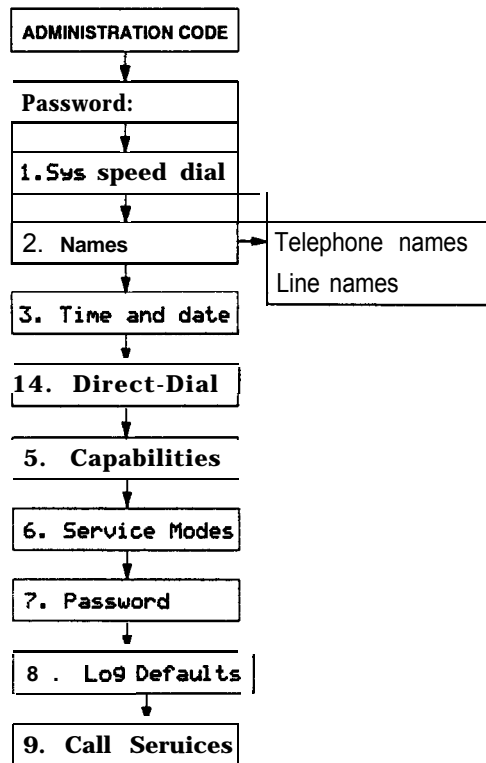 ADMINISTRATION CODE
Password:
1.Sys speed dial
2. Names
Telephone names
Line names
3. Time and date
14. Direct-Dial
5. Capabilities
6. Service Modes
7. Password
8 . Log Defaults
9. Call Seruices